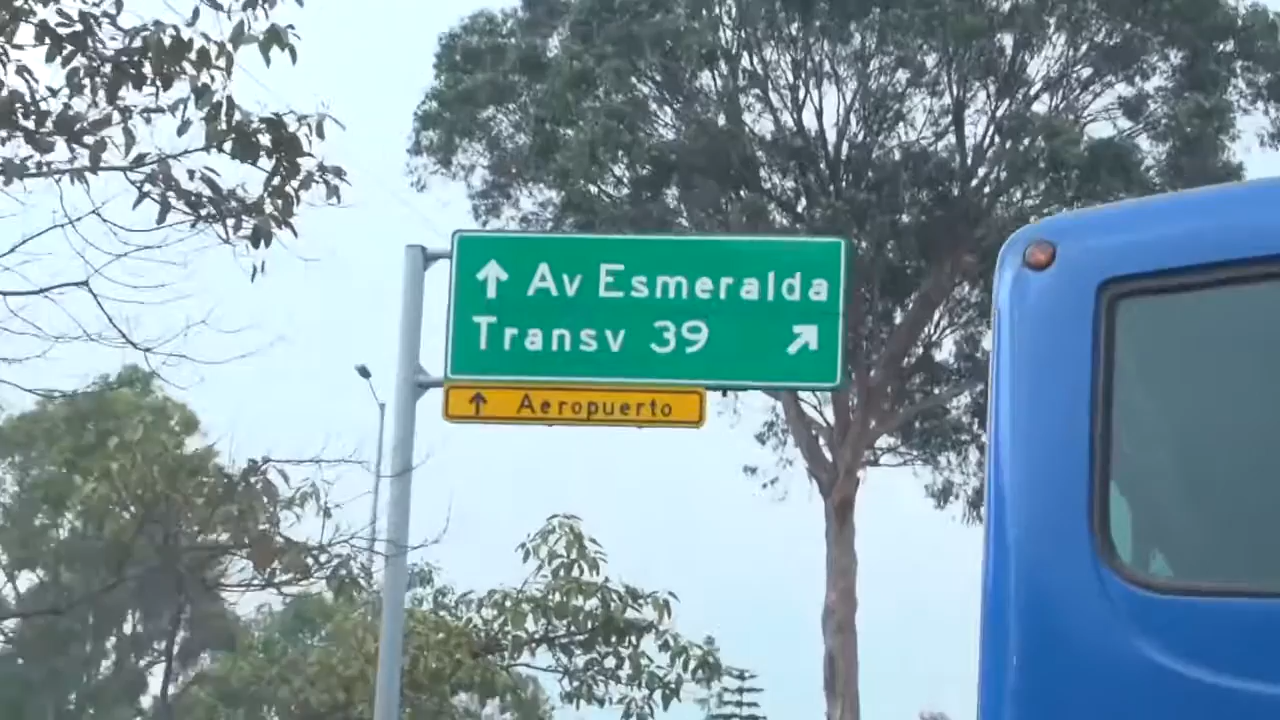 ↑ Av Esmeralda
Transv 39 ↗
↑ Aeropuerto